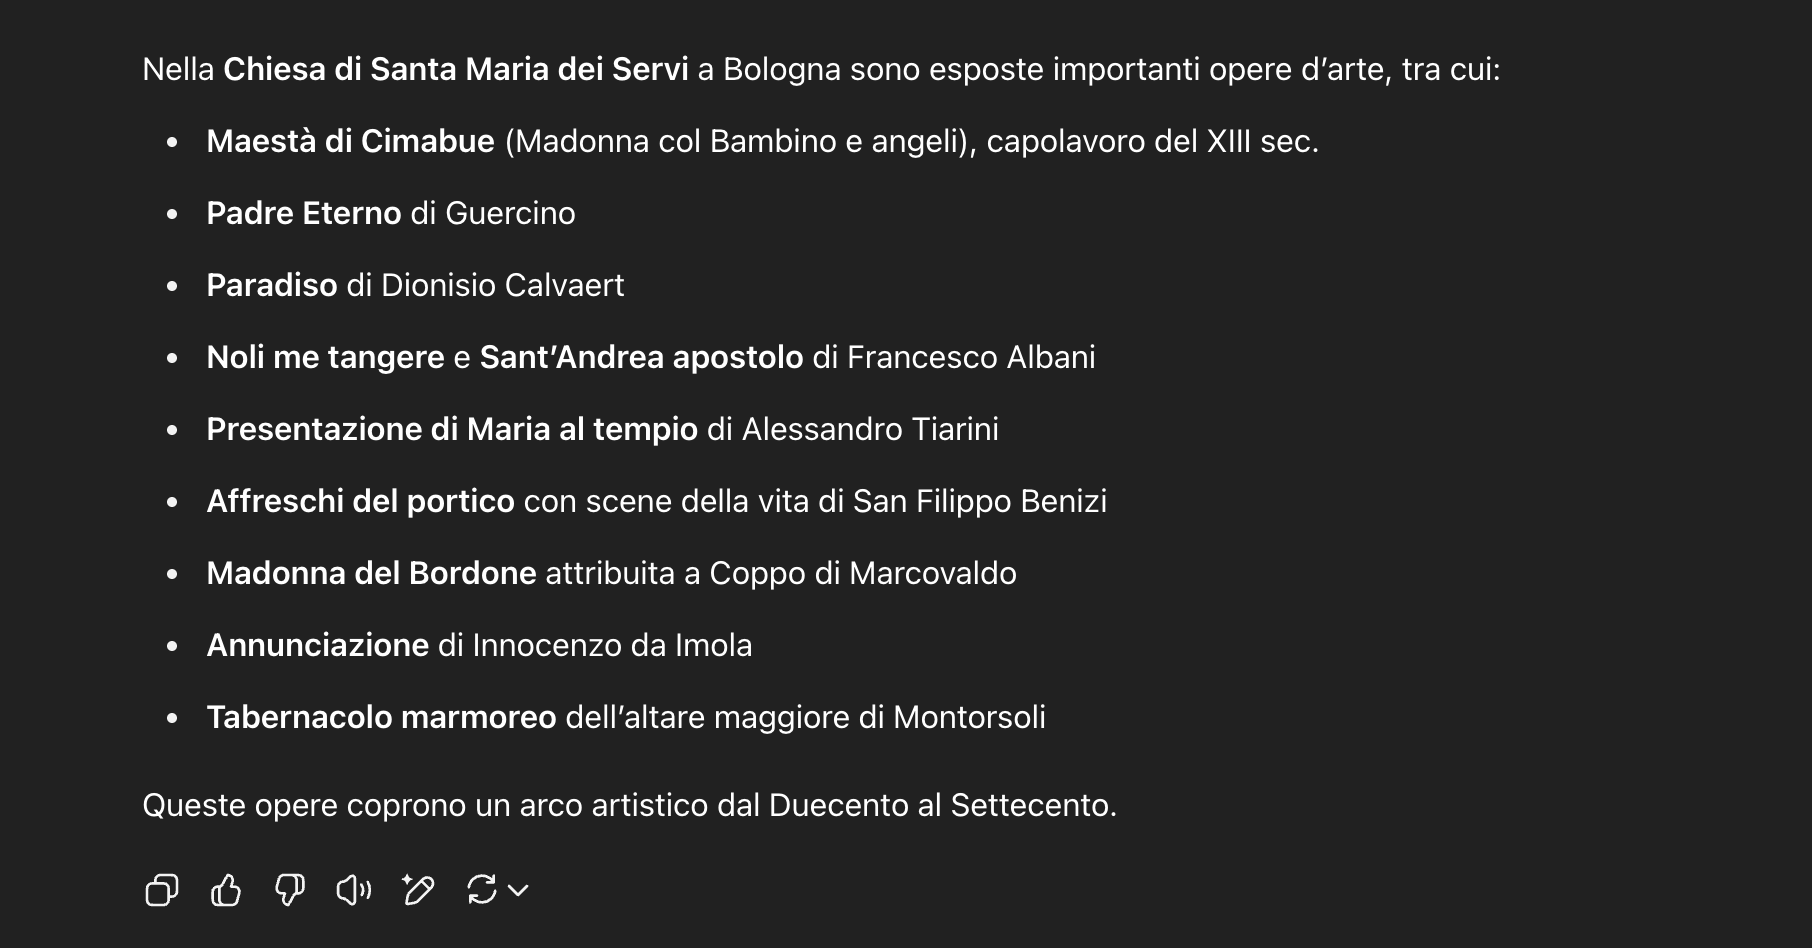 Nella Chiesa di Santa Maria dei Servi a Bologna sono esposte importanti opere d’arte, tra cui:
• Maestà di Cimabue (Madonna col Bambino e angeli), capolavoro del XIII sec.
• Padre Eterno di Guercino
• Paradiso di Dionisio Calvaert
• Noli me tangere e Sant’Andrea apostolo di Francesco Albani
• Presentazione di Maria al tempio di Alessandro Tiarini
• Affreschi del portico con scene della vita di San Filippo Benizi
• Madonna del Bordone attribuita a Coppo di Marcovaldo
• Annunciazione di Innocenzo da Imola
• Tabernacolo marmoreo dell’altare maggiore di Montorsoli
Queste opere coprono un arco artistico dal Duecento al Settecento.